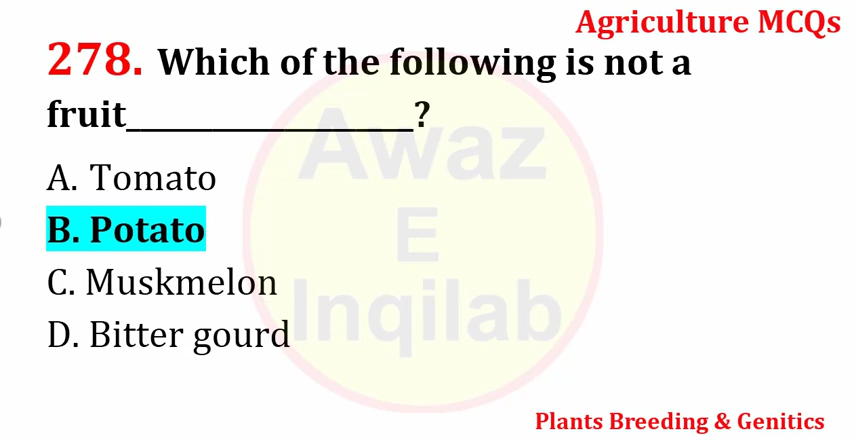 Agriculture MCQs
278. Which of the following is not a
fruit____________________?
A. Tomato
B. Potato
C. Muskmelon
D. Bitter gourd
Awaz
E
Inqilab
Plants Breeding & Genitics